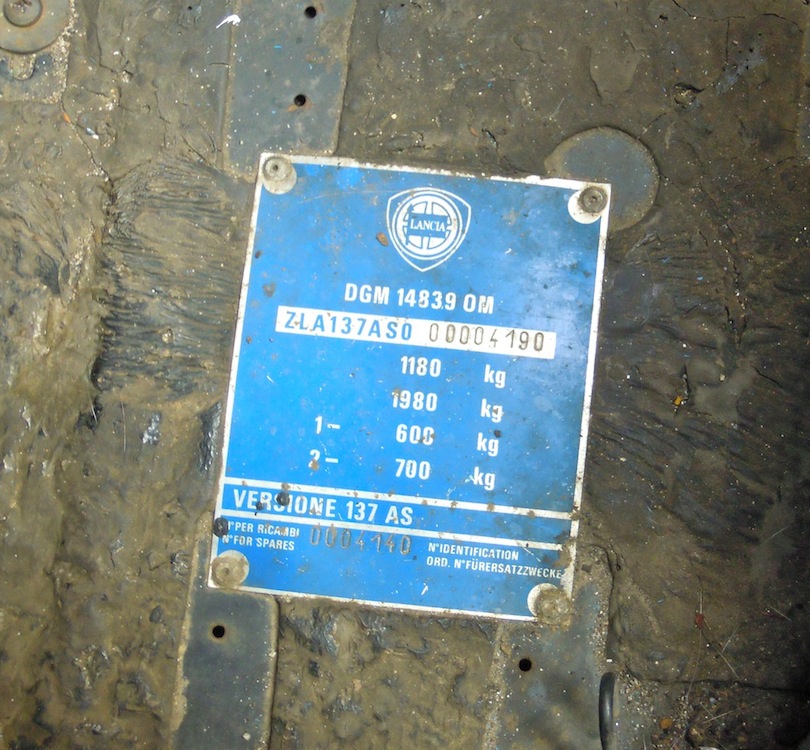 LANCIA
DGM 14839 OM
ZLA137AS0 00004190
1180 kg
1980 kg
1- 600 kg
2- 700 kg
VERSIONE 137 AS
N°PER RICAMBI
N°FOR SPARES 0004140
N°IDENTIFICATION
ORD. N°FÜRERSATZZWECKE